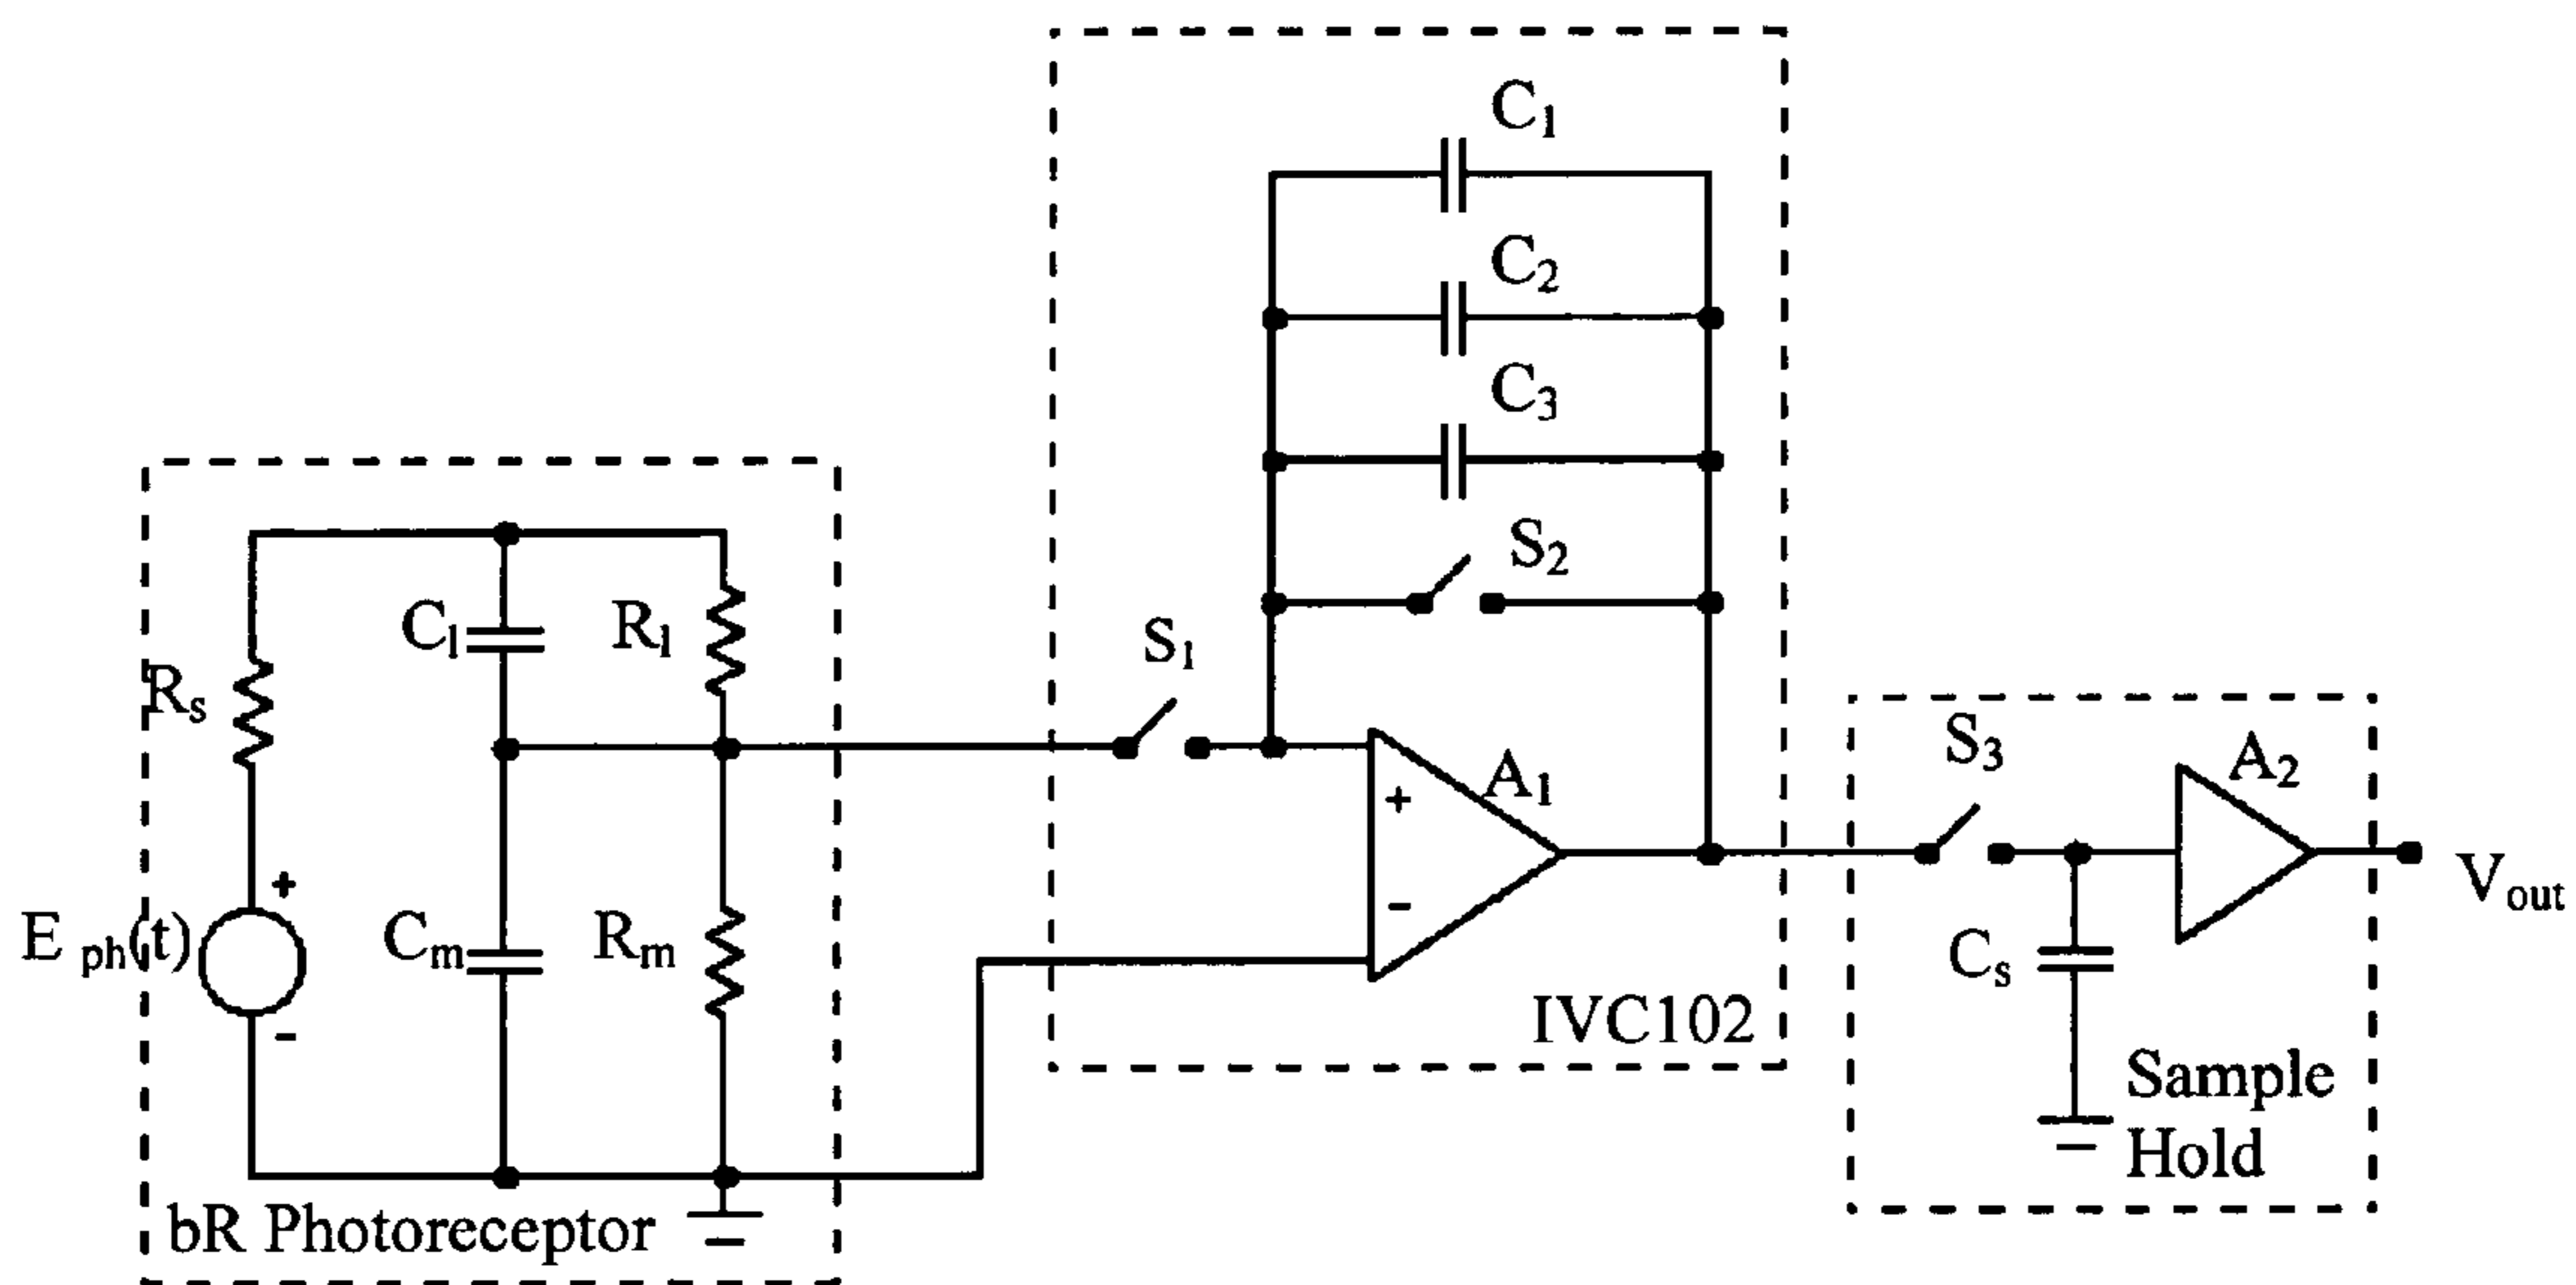 C₁
C₂
C₃
S₂
Cₗ
Rₗ
S₁
Rₛ
+
A₁
S₃
A₂
+
E ph(t)
-
Cₘ
Rₘ
-
Cₛ
Vout
IVC102
Sample
Hold
bR Photoreceptor